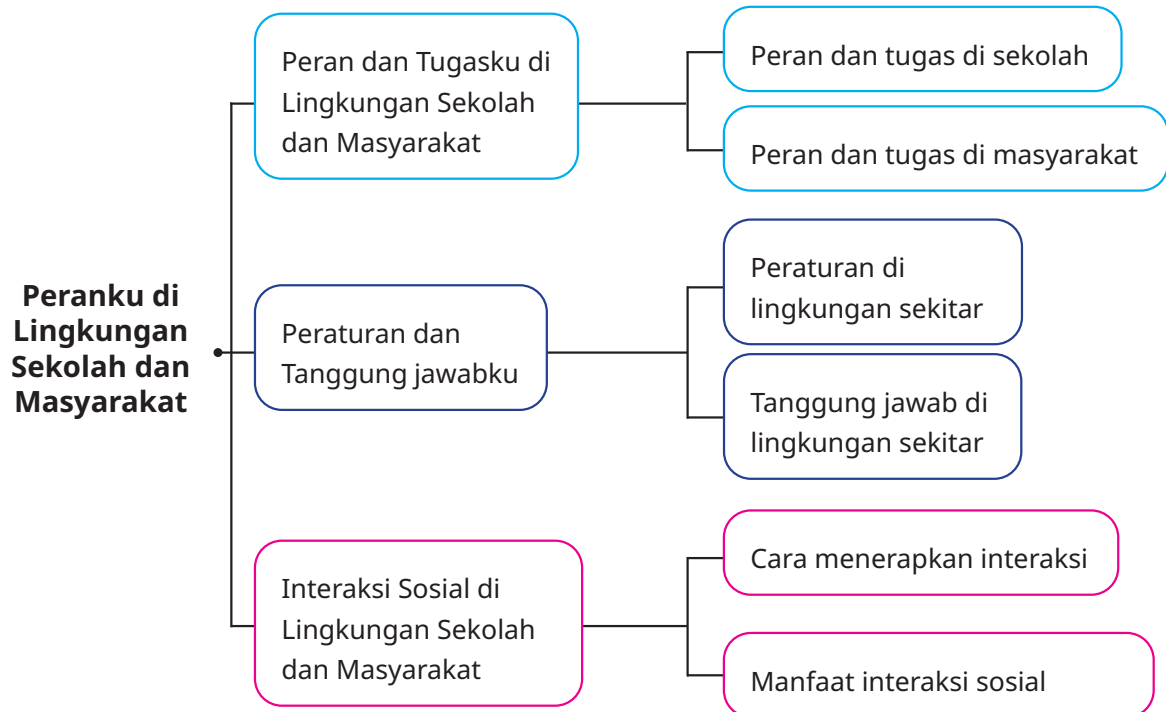 Peranku di
Lingkungan
Sekolah dan
Masyarakat
Peran dan Tugasku di
Lingkungan Sekolah
dan Masyarakat
Peran dan tugas di sekolah
Peran dan tugas di masyarakat
Peraturan dan
Tanggung jawabku
Peraturan di
lingkungan sekitar
Tanggung jawab di
lingkungan sekitar
Interaksi Sosial di
Lingkungan Sekolah
dan Masyarakat
Cara menerapkan interaksi
Manfaat interaksi sosial